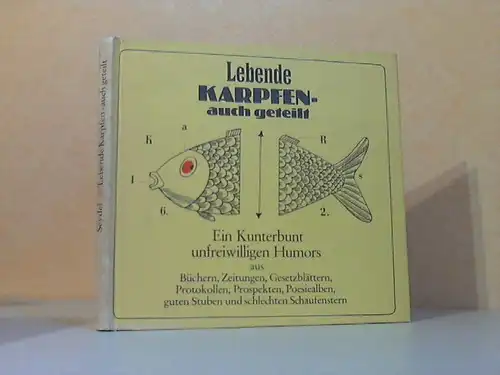 Lebende
KARPFEN-
auch geteilt
a
K R
1 s
6. 2.
Ein Kunterbunt
unfreiwilligen Humors
aus
Büchern, Zeitungen, Gesetzblättern,
Protokollen, Prospekten, Poesiealben,
guten Stuben und schlechten Schaufenstern
Seydel Lebende Karpfen - auch geteilt